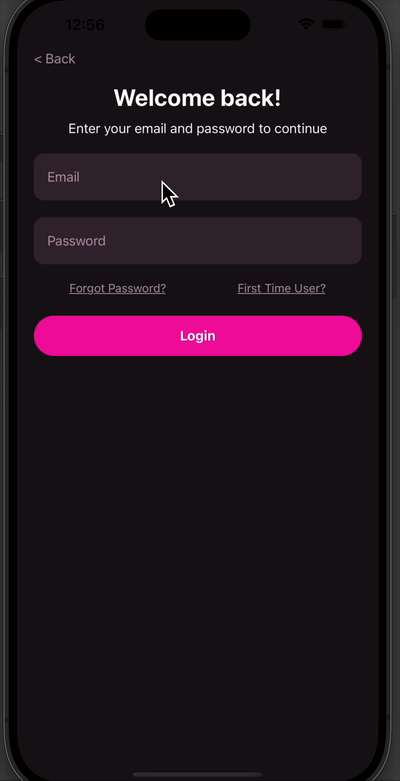 12:56
< Back
Welcome back!
Enter your email and password to continue
Email
Password
Forgot Password? First Time User?
Login